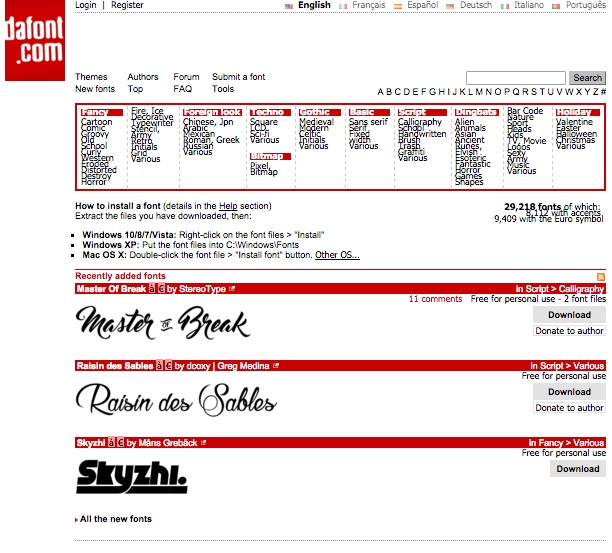 dafont
.com
Login | Register
English Français Español Deutsch Italiano Português
Themes Authors Forum Submit a font
New fonts Top FAQ Tools
Search
A B C D E F G H I J K L M N O P Q R S T U V W X Y Z #
Fancy
Cartoon
Comic
Groovy
Old School
Curly
Western
Eroded
Distorted
Destroy
Horror
Fire, Ice
Decorative
Typewriter
Stencil, Army
Retro
Initials
Grid
Various
Foreign look
Chinese, Jpn
Arabic
Mexican
Roman, Greek
Russian
Various
Techno
Square
LCD
Sci-fi
Various
Bitmap
Pixel, Bitmap
Gothic
Medieval
Modern
Celtic
Initials
Various
Basic
Sans serif
Serif
Fixed width
Various
Script
Calligraphy
School
Handwritten
Brush
Trash
Graffiti
Various
Dingbats
Alien
Animals
Asian
Ancient
Runes, Elvish
Esoteric
Fantastic
Horror
Games
Shapes
Bar Code
Nature
Sport
Heads
Kids
TV, Movie
Logos
Sexy
Army
Music
Various
Holiday
Valentine
Easter
Halloween
Christmas
Various
How to install a font (details in the Help section)
Extract the files you have downloaded, then:
Windows 10/8/7/Vista: Right-click on the font files > "Install"
Windows XP: Put the font files into C:\Windows\Fonts
Mac OS X: Double-click the font file > "Install font" button. Other OS...
29,218 fonts of which:
8,112 with accents
9,409 with the Euro symbol
Recently added fonts
Master Of Break à € by StereoType in Script > Calligraphy
11 comments Free for personal use - 2 font files
Master of Break
Download
Donate to author
Raisin des Sables à € by dcoxy | Greg Medina in Script > Various
Free for personal use
Raisin des Sables
Download
Donate to author
Skyzhi à € by Måns Grebäck in Fancy > Various
Free for personal use
Skyzhi.
Download
All the new fonts